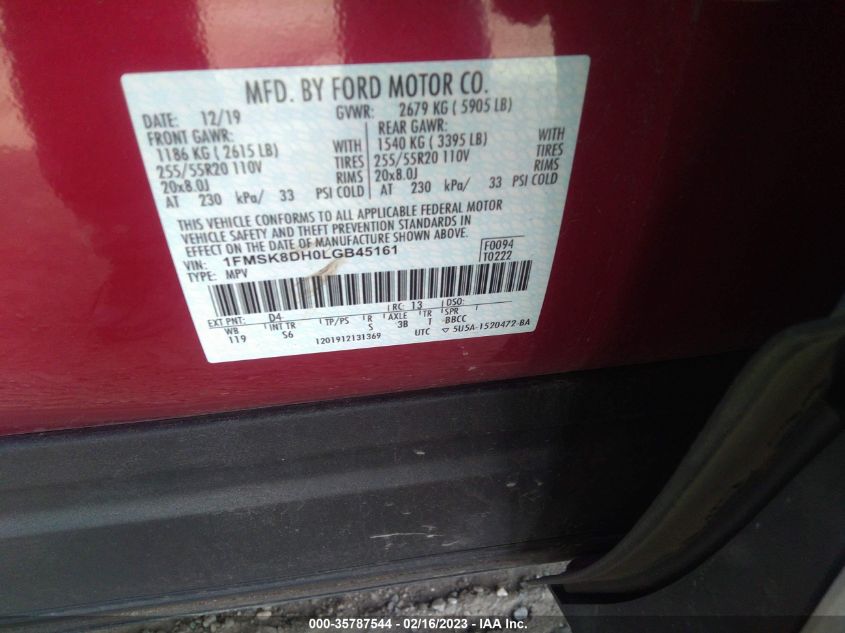 MFD. BY FORD MOTOR CO.
DATE: 12/19 GVWR: 2679 KG ( 5905 LB)
FRONT GAWR: REAR GAWR:
1186 KG ( 2615 LB) WITH 1540 KG ( 3395 LB) WITH
255/55R20 110V TIRES 255/55R20 110V TIRES
20x8.0J RIMS 20x8.0J RIMS
AT 230 kPa/ 33 PSI COLD AT 230 kPa/ 33 PSI COLD
THIS VEHICLE CONFORMS TO ALL APPLICABLE FEDERAL MOTOR
VEHICLE SAFETY AND THEFT PREVENTION STANDARDS IN
EFFECT ON THE DATE OF MANUFACTURE SHOWN ABOVE.
VIN: 1FMSK8DH0LGB45161 F0094
TYPE: MPV T0222
EXT PNT: D4 RC: 13 DSO:
WB INT TR TP/PS R AXLE TR SPR
119 S6 S 3B T BBCC
1201912131369 UTC ▽ 5U5A-1520472-BA
000-35787544 - 02/16/2023 - IAA Inc.